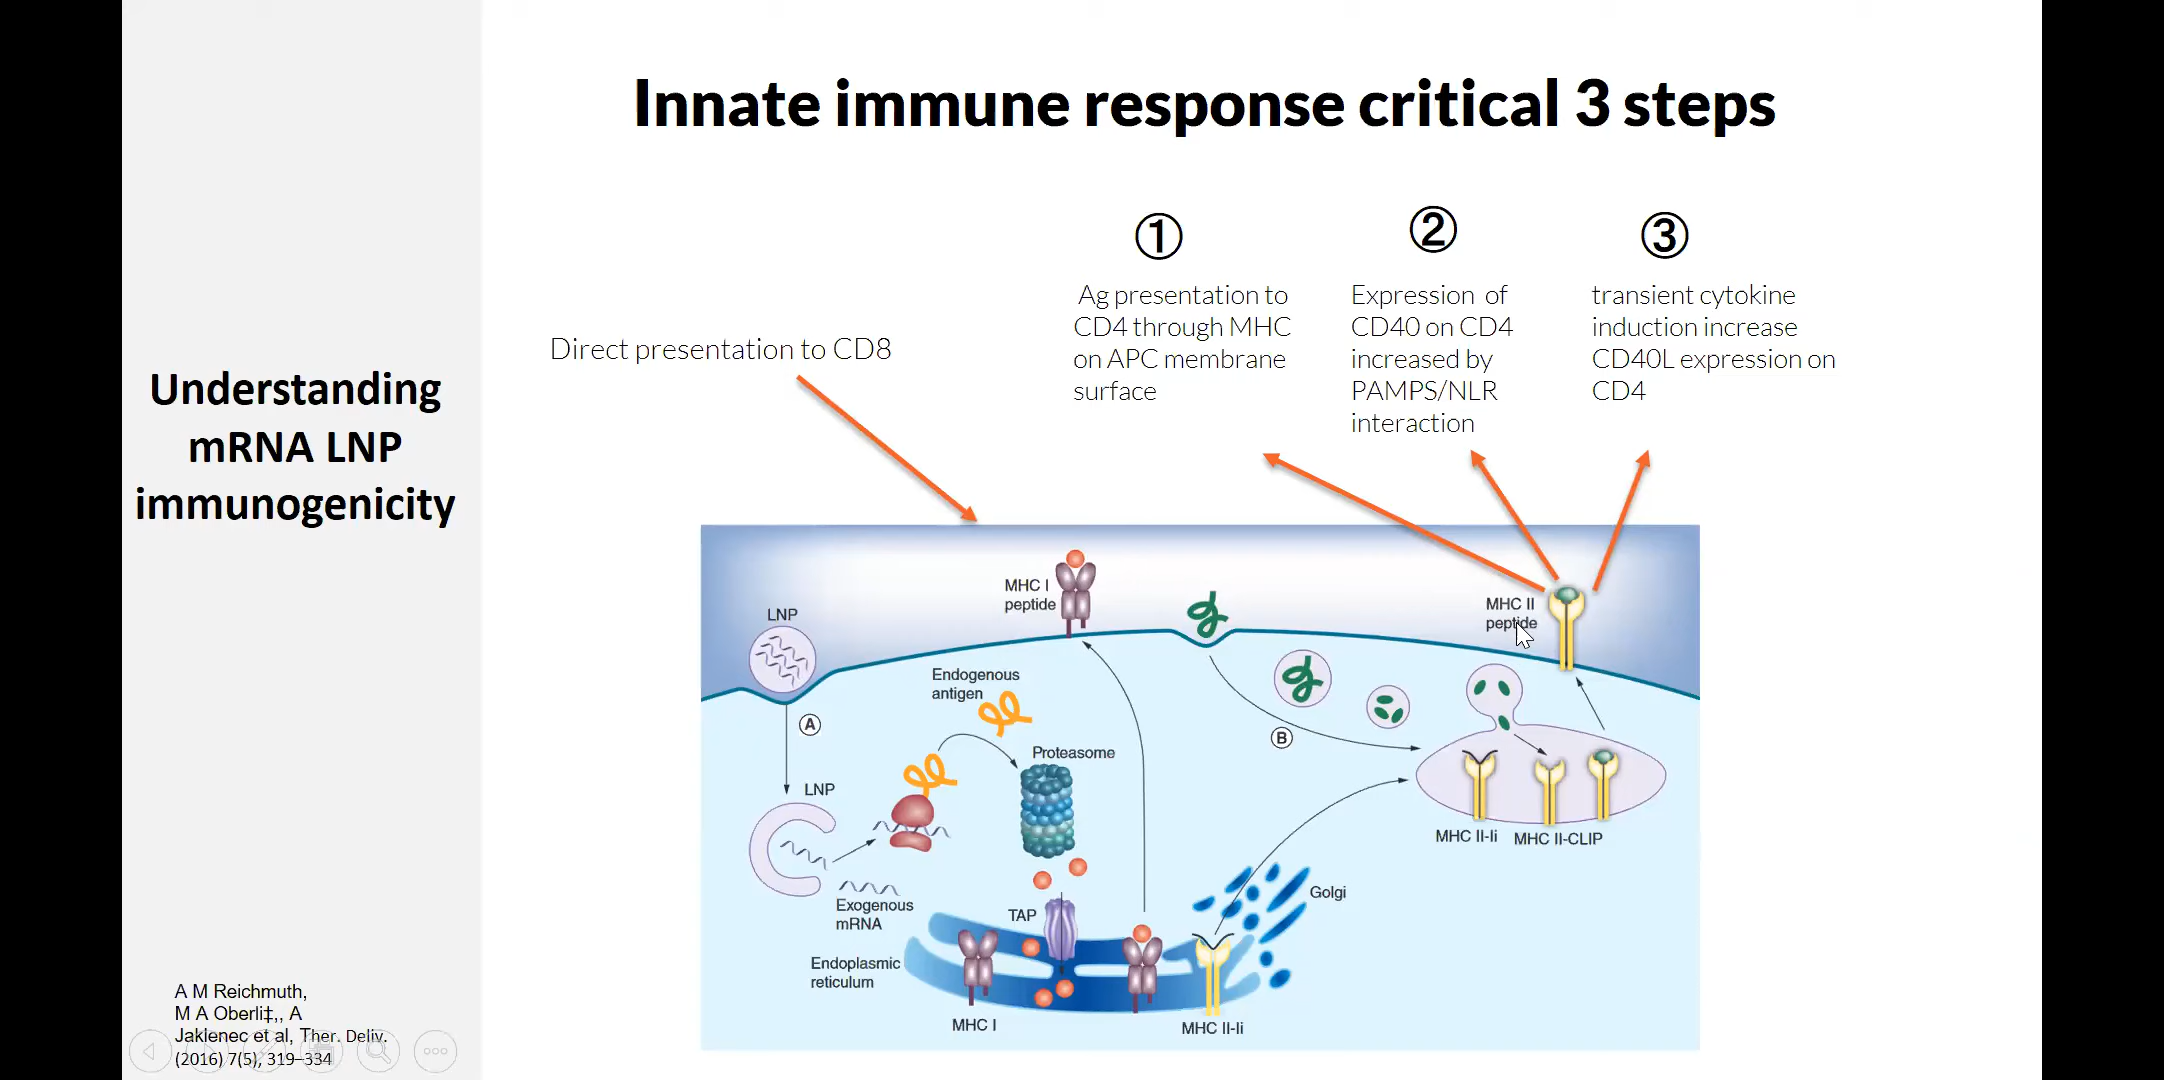 Innate immune response critical 3 steps
Understanding
mRNA LNP
immunogenicity
A M Reichmuth,
M A Oberli‡,, A
Jaklenec et al, Ther. Deliv.
(2016) 7(5), 319–334
Direct presentation to CD8
①
Ag presentation to
CD4 through MHC
on APC membrane
surface
②
Expression of
CD40 on CD4
increased by
PAMPS/NLR
interaction
③
transient cytokine
induction increase
CD40L expression on
CD4
LNP
MHC I
peptide
MHC II
peptide
Endogenous
antigen
A
B
Proteasome
LNP
MHC II-Ii
MHC II-CLIP
Exogenous
mRNA
TAP
Golgi
Endoplasmic
reticulum
MHC I
MHC II-Ii